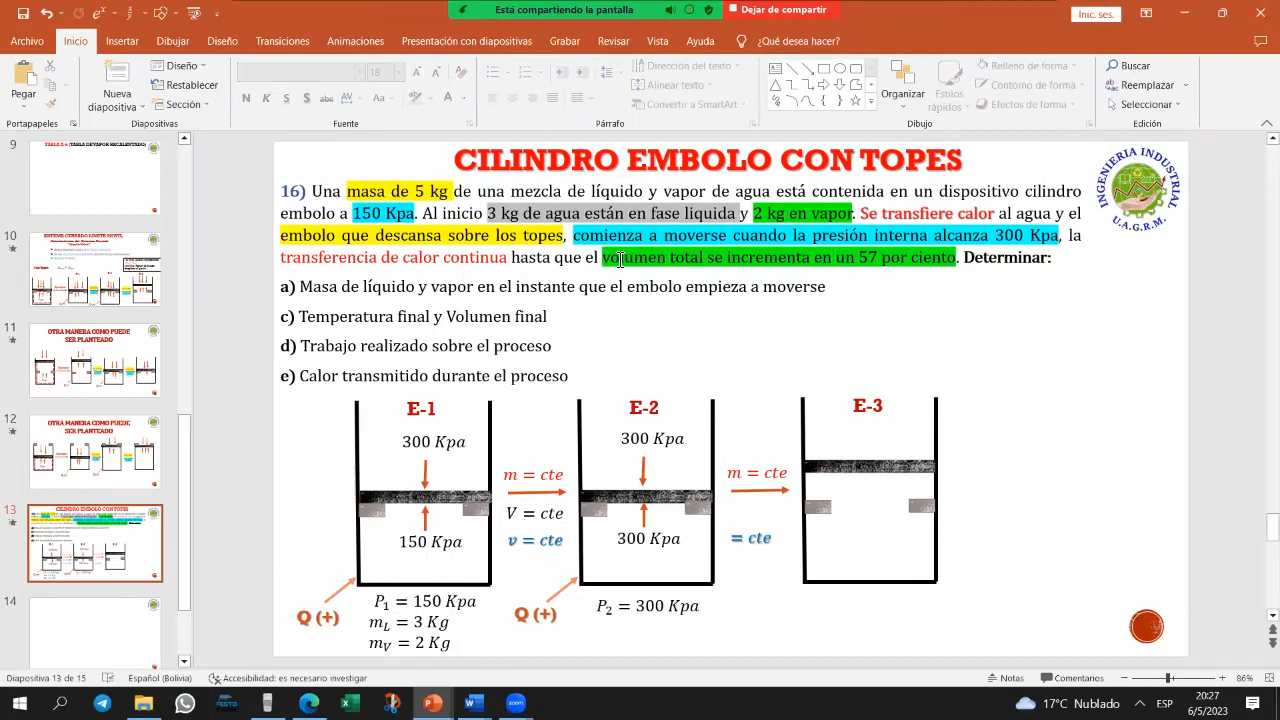 Está compartiendo la pantalla
Dejar de compartir
Inic. ses.
Archivo Inicio Insertar Dibujar Diseño Transiciones Animaciones Presentación con diapositivas Grabar Revisar Vista Ayuda ¿Qué desea hacer?
Pegar
Nueva diapositiva
Diseño
Restablecer
Sección
18
N K S S abc AV Aa
Dirección del texto
Alinear texto
Convertir a SmartArt
Organizar
Estilos rápidos
Relleno de forma
Contorno de forma
Efectos de forma
Buscar
Reemplazar
Seleccionar
Portapapeles Diapositivas Fuente Párrafo Dibujo Edición
9
10
11
OTRA MANERA COMO PUEDE
SER PLANTEADO
12
OTRA MANERA COMO PUEDE
SER PLANTEADO
13
CILINDRO EMBOLO CON TOPES
14
CILINDRO EMBOLO CON TOPES
INGENIERIA INDUSTRIAL
U.A.G.R.M
16) Una masa de 5 kg de una mezcla de líquido y vapor de agua está contenida en un dispositivo cilindro
embolo a 150 Kpa. Al inicio 3 kg de agua están en fase liquida y 2 kg en vapor. Se transfiere calor al agua y el
embolo que descansa sobre los topes, comienza a moverse cuando la presión interna alcanza 300 Kpa, la
transferencia de calor continua hasta que el volumen total se incrementa en un 57 por ciento. Determinar:
a) Masa de líquido y vapor en el instante que el embolo empieza a moverse
c) Temperatura final y Volumen final
d) Trabajo realizado sobre el proceso
e) Calor transmitido durante el proceso
E-1 E-2 E-3
300 Kpa 300 Kpa
m = cte m = cte
V = cte
v = cte = cte
150 Kpa 300 Kpa
Q (+) Q (+)
P1 = 150 Kpa P2 = 300 Kpa
mL = 3 Kg
mV = 2 Kg
Diapositiva 13 de 15 Español (Bolivia) Accesibilidad: es necesario investigar Notas Comentarios 86%
17°C Nublado ESP 20:27
6/5/2023